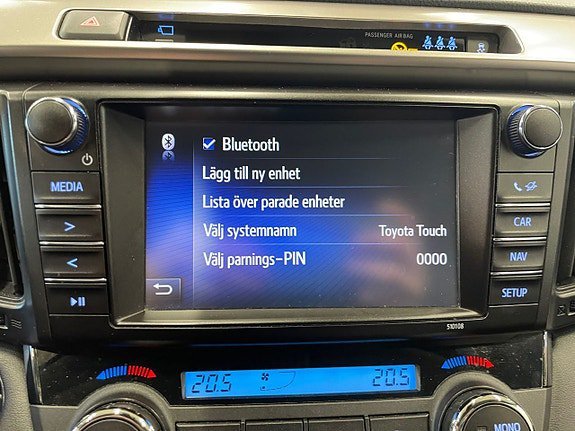 PASSENGER AIR BAG
Bluetooth
Lägg till ny enhet
Lista över parade enheter
Välj systemnamn Toyota Touch
Välj parnings-PIN 0000
MEDIA
CAR
NAV
SETUP
510108
20.5 20.5
MONO